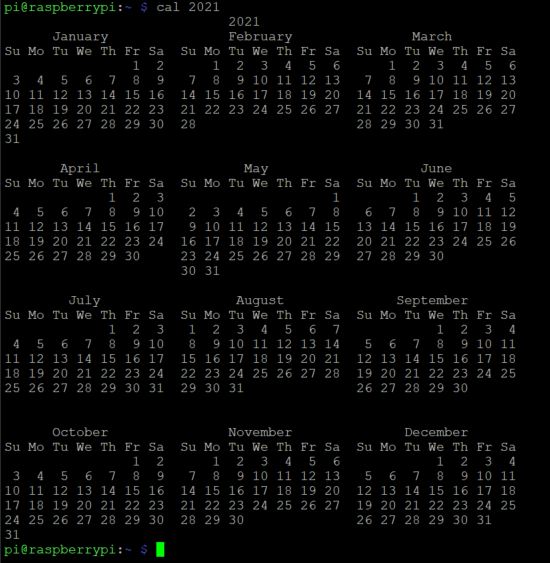 pi@raspberrypi:~ $ cal 2021
                            2021
      January               February               March
Su Mo Tu We Th Fr Sa  Su Mo Tu We Th Fr Sa  Su Mo Tu We Th Fr Sa
                1  2      1  2  3  4  5  6      1  2  3  4  5  6
 3  4  5  6  7  8  9   7  8  9 10 11 12 13   7  8  9 10 11 12 13
10 11 12 13 14 15 16  14 15 16 17 18 19 20  14 15 16 17 18 19 20
17 18 19 20 21 22 23  21 22 23 24 25 26 27  21 22 23 24 25 26 27
24 25 26 27 28 29 30  28                    28 29 30 31
31

       April                  May                   June
Su Mo Tu We Th Fr Sa  Su Mo Tu We Th Fr Sa  Su Mo Tu We Th Fr Sa
             1  2  3                     1         1  2  3  4  5
 4  5  6  7  8  9 10   2  3  4  5  6  7  8   6  7  8  9 10 11 12
11 12 13 14 15 16 17   9 10 11 12 13 14 15  13 14 15 16 17 18 19
18 19 20 21 22 23 24  16 17 18 19 20 21 22  20 21 22 23 24 25 26
25 26 27 28 29 30     23 24 25 26 27 28 29  27 28 29 30
                      30 31

        July                 August              September
Su Mo Tu We Th Fr Sa  Su Mo Tu We Th Fr Sa  Su Mo Tu We Th Fr Sa
             1  2  3   1  2  3  4  5  6  7            1  2  3  4
 4  5  6  7  8  9 10   8  9 10 11 12 13 14   5  6  7  8  9 10 11
11 12 13 14 15 16 17  15 16 17 18 19 20 21  12 13 14 15 16 17 18
18 19 20 21 22 23 24  22 23 24 25 26 27 28  19 20 21 22 23 24 25
25 26 27 28 29 30 31  29 30 31              26 27 28 29 30

      October               November              December
Su Mo Tu We Th Fr Sa  Su Mo Tu We Th Fr Sa  Su Mo Tu We Th Fr Sa
                1  2      1  2  3  4  5  6            1  2  3  4
 3  4  5  6  7  8  9   7  8  9 10 11 12 13   5  6  7  8  9 10 11
10 11 12 13 14 15 16  14 15 16 17 18 19 20  12 13 14 15 16 17 18
17 18 19 20 21 22 23  21 22 23 24 25 26 27  19 20 21 22 23 24 25
24 25 26 27 28 29 30  28 29 30              26 27 28 29 30 31
31
pi@raspberrypi:~ $